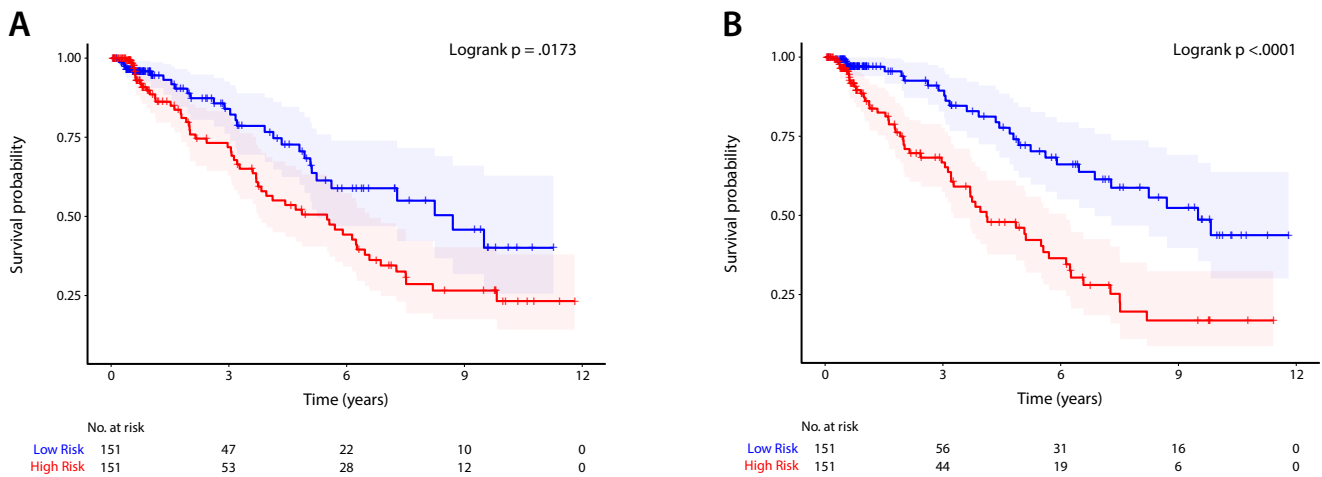 A
Logrank p = .0173
Survival probability
1.00
0.75
0.50
0.25
0 3 6 9 12
Time (years)
No. at risk
Low Risk 151 47 22 10 0
High Risk 151 53 28 12 0
B
Logrank p <.0001
Survival probability
1.00
0.75
0.50
0.25
0 3 6 9 12
Time (years)
No. at risk
Low Risk 151 56 31 16 0
High Risk 151 44 19 6 0